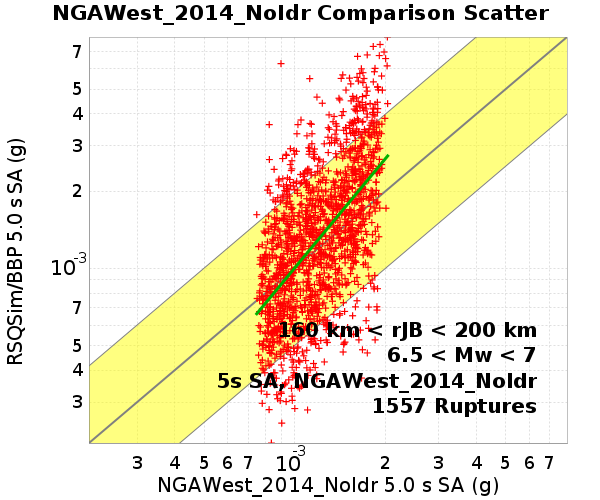 NGAWest_2014_NoIdr Comparison Scatter
RSQSim/BBP 5.0 s SA (g)
7
5
4
3
2
10-3
7
5
4
3
160 km < rJB < 200 km
6.5 < Mw < 7
5s SA, NGAWest_2014_NoIdr
1557 Ruptures
3 4 5 6 7 10-3 2 3 4 5 6 7
NGAWest_2014_NoIdr 5.0 s SA (g)